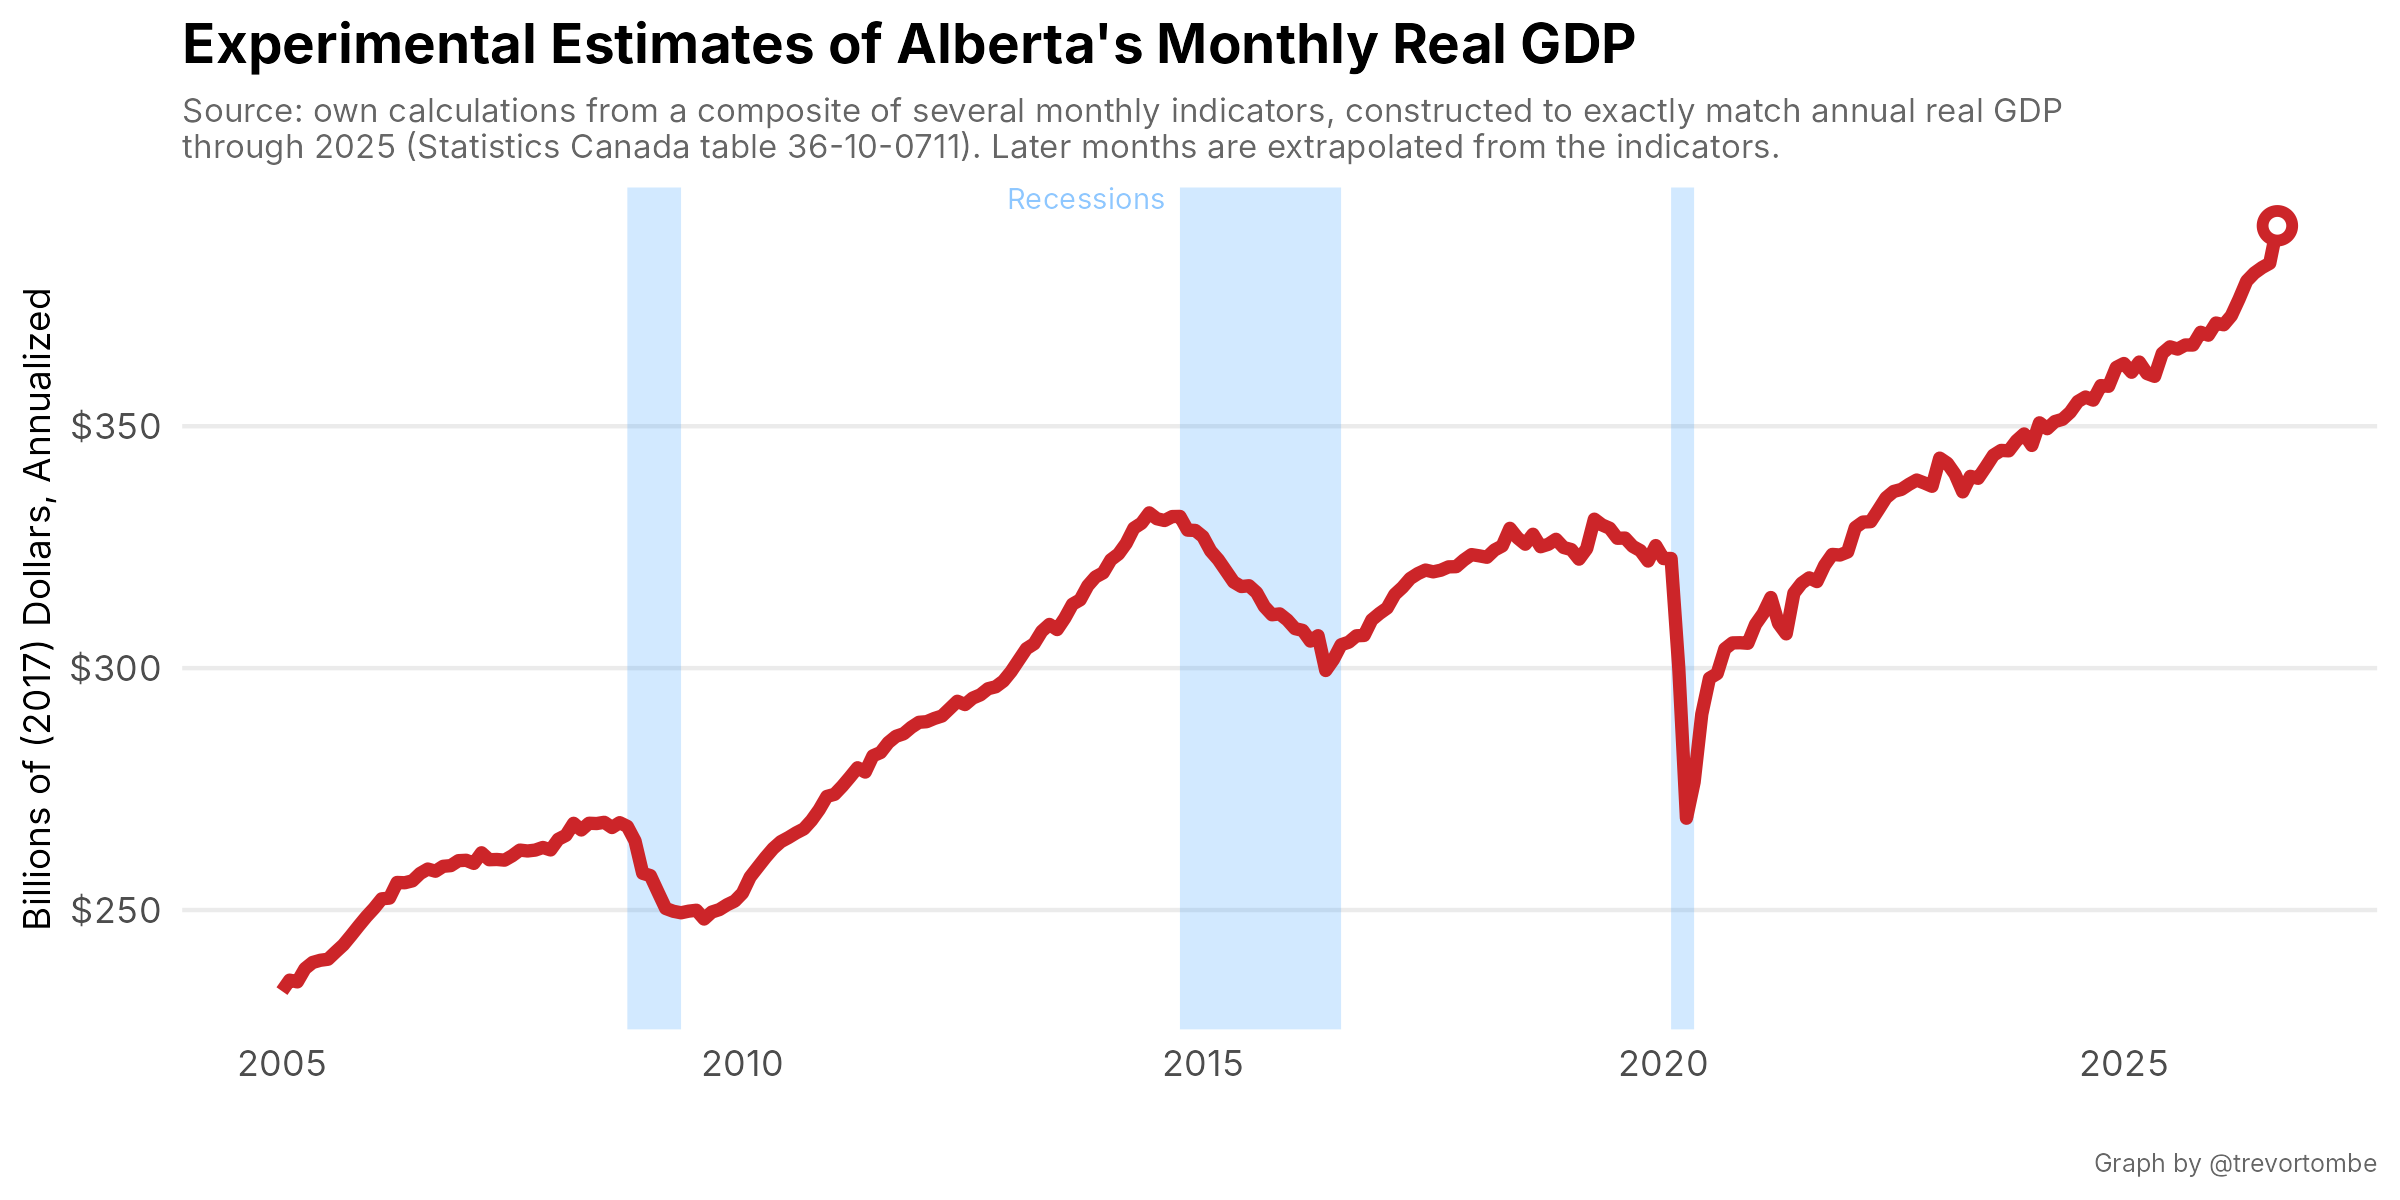 Experimental Estimates of Alberta's Monthly Real GDP
Source: own calculations from a composite of several monthly indicators, constructed to exactly match annual real GDP
through 2025 (Statistics Canada table 36-10-0711). Later months are extrapolated from the indicators.
Recessions
Billions of (2017) Dollars, Annualized
$350
$300
$250
2005
2010
2015
2020
2025
Graph by @trevortombe